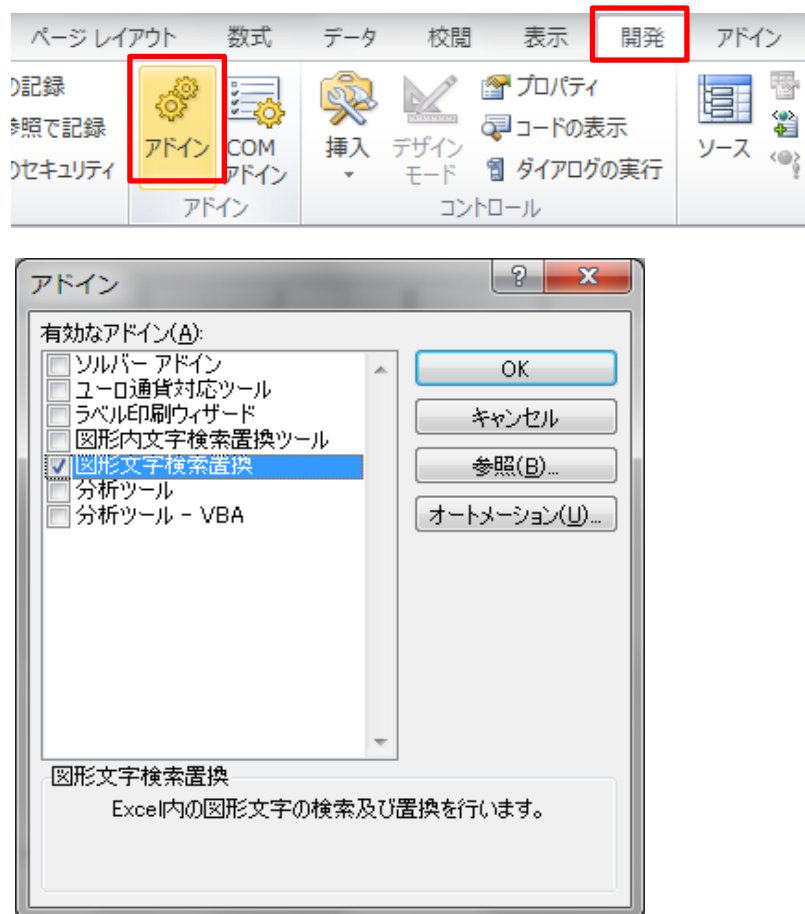 ページ レイアウト 数式 データ 校閲 表示 開発 アドイン
の記録
参照で記録
のセキュリティ
アドイン
COM
アドイン
アドイン
挿入
デザイン
モード
プロパティ
コードの表示
ダイアログの実行
コントロール
ソース
アドイン
有効なアドイン(A):
ソルバー アドイン
ユーロ通貨対応ツール
ラベル印刷ウィザード
図形内文字検索置換ツール
図形文字検索置換
分析ツール
分析ツール - VBA
OK
キャンセル
参照(B)...
オートメーション(U)...
図形文字検索置換
Excel内の図形文字の検索及び置換を行います。